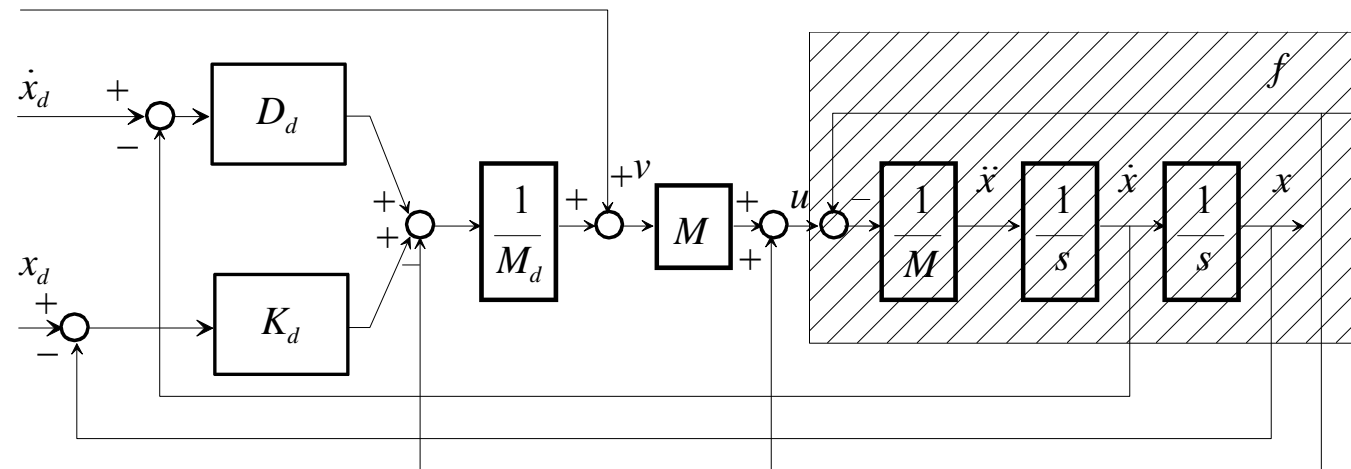 f
ẋ_d
+
−
D_d
+
+
−
1
M_d
+
+
v
M
+
+
u
−
1
M
ẍ
1
s
ẋ
1
s
x
x_d
+
−
K_d